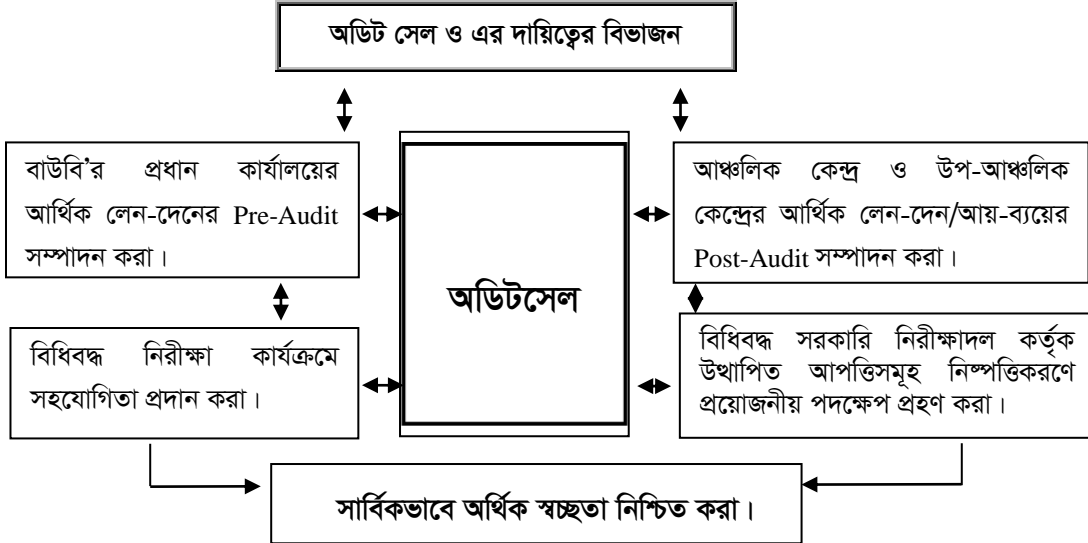 অডিট সেল ও এর দায়িত্বের বিভাজন
বাউবি'র প্রধান কার্যালয়ের
আর্থিক লেন-দেনের Pre-Audit
সম্পাদন করা।
আঞ্চলিক কেন্দ্র ও উপ-আঞ্চলিক
কেন্দ্রের আর্থিক লেন-দেন/আয়-ব্যয়ের
Post-Audit সম্পাদন করা।
অডিটসেল
বিধিবদ্ধ নিরীক্ষা কার্যক্রমে
সহযোগিতা প্রদান করা।
বিধিবদ্ধ সরকারি নিরীক্ষাদল কর্তৃক
উত্থাপিত আপত্তিসমূহ নিষ্পত্তিকরণে
প্রয়োজনীয় পদক্ষেপ গ্রহণ করা।
সার্বিকভাবে অর্থিক স্বচ্ছতা নিশ্চিত করা।